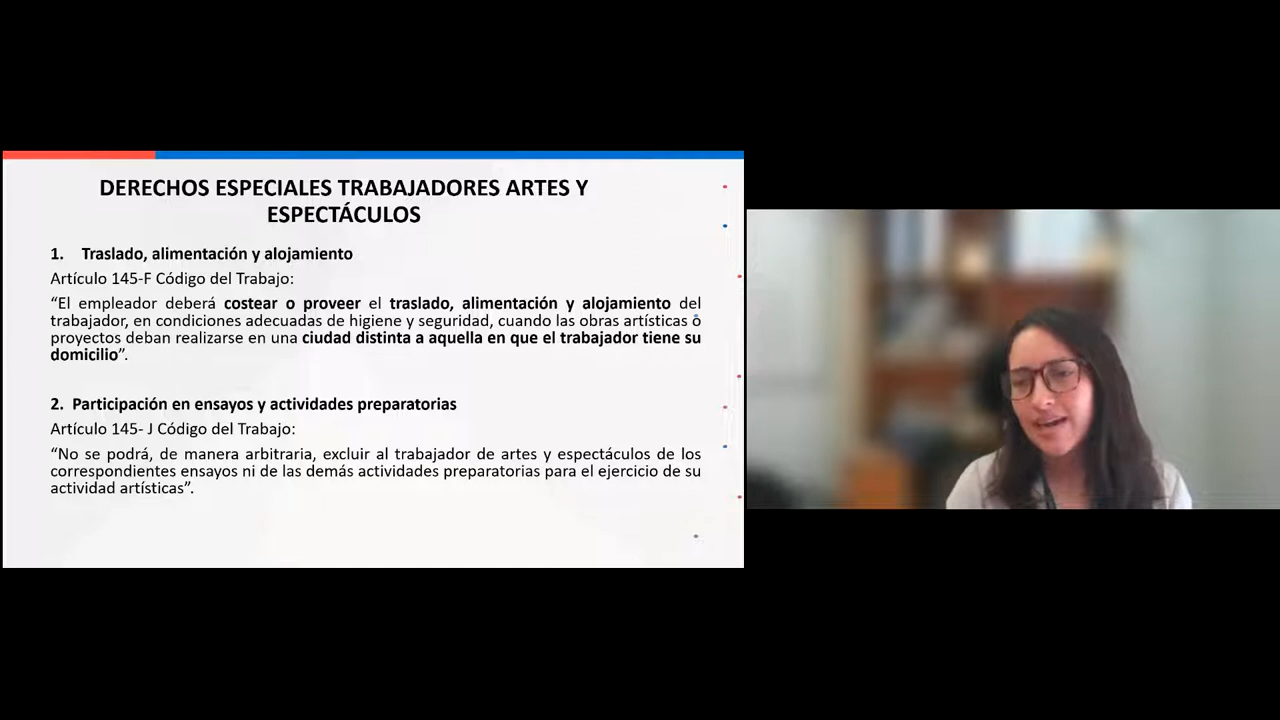 DERECHOS ESPECIALES TRABAJADORES ARTES Y
ESPECTÁCULOS
1. Traslado, alimentación y alojamiento
Artículo 145-F Código del Trabajo:
“El empleador deberá costear o proveer el traslado, alimentación y alojamiento del
trabajador, en condiciones adecuadas de higiene y seguridad, cuando las obras artísticas o
proyectos deban realizarse en una ciudad distinta a aquella en que el trabajador tiene su
domicilio”.
2. Participación en ensayos y actividades preparatorias
Artículo 145- J Código del Trabajo:
“No se podrá, de manera arbitraria, excluir al trabajador de artes y espectáculos de los
correspondientes ensayos ni de las demás actividades preparatorias para el ejercicio de su
actividad artísticas”.